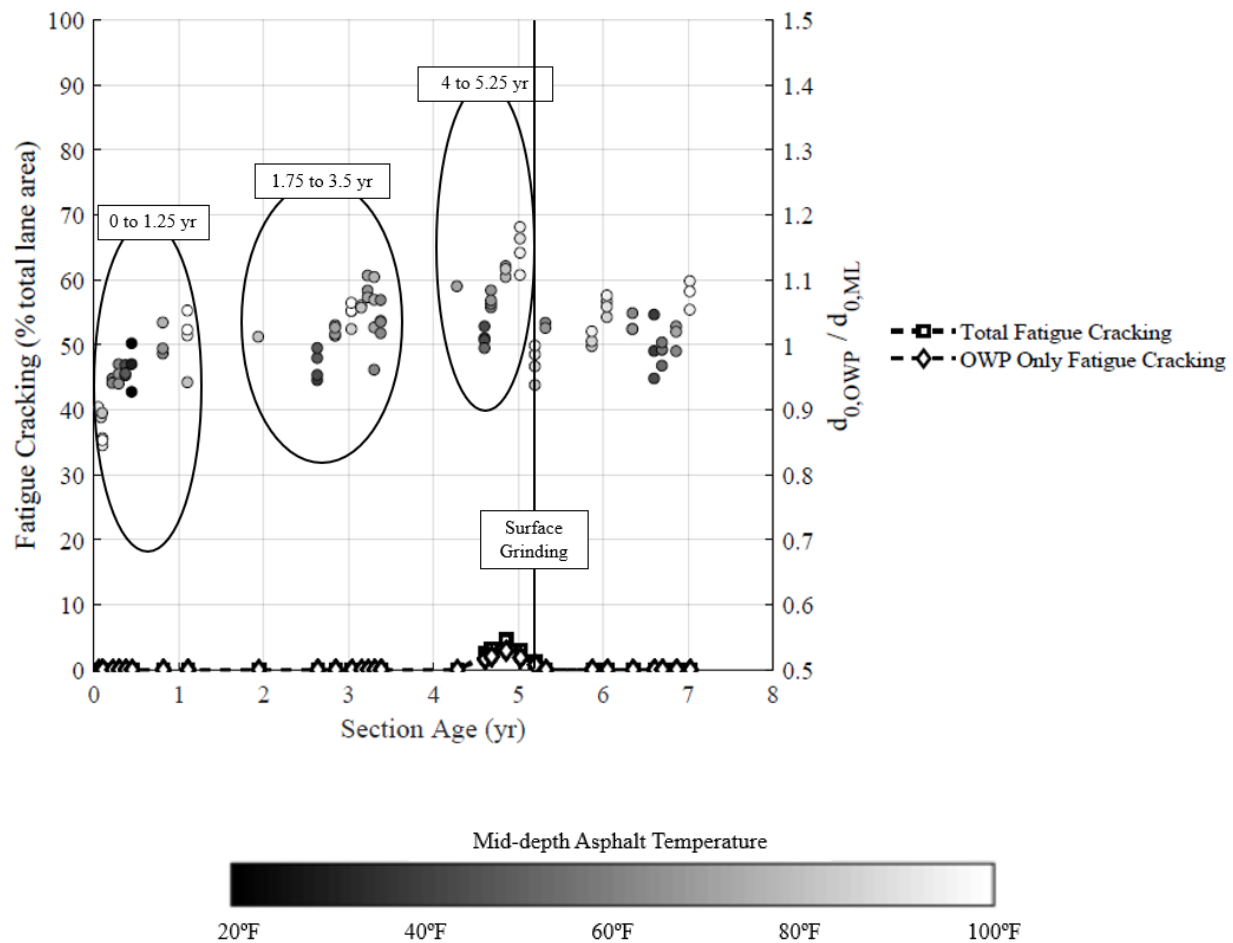 100
90
80
70
60
50
40
30
20
10
0
Fatigue Cracking (% total lane area)
0 to 1.25 yr
1.75 to 3.5 yr
4 to 5.25 yr
Surface
Grinding
1.5
1.4
1.3
1.2
1.1
1
0.9
0.8
0.7
0.6
0.5
d0,OWP / d0,ML
0 1 2 3 4 5 6 7 8
Section Age (yr)
Total Fatigue Cracking
OWP Only Fatigue Cracking
Mid-depth Asphalt Temperature
20ºF 40ºF 60ºF 80ºF 100ºF